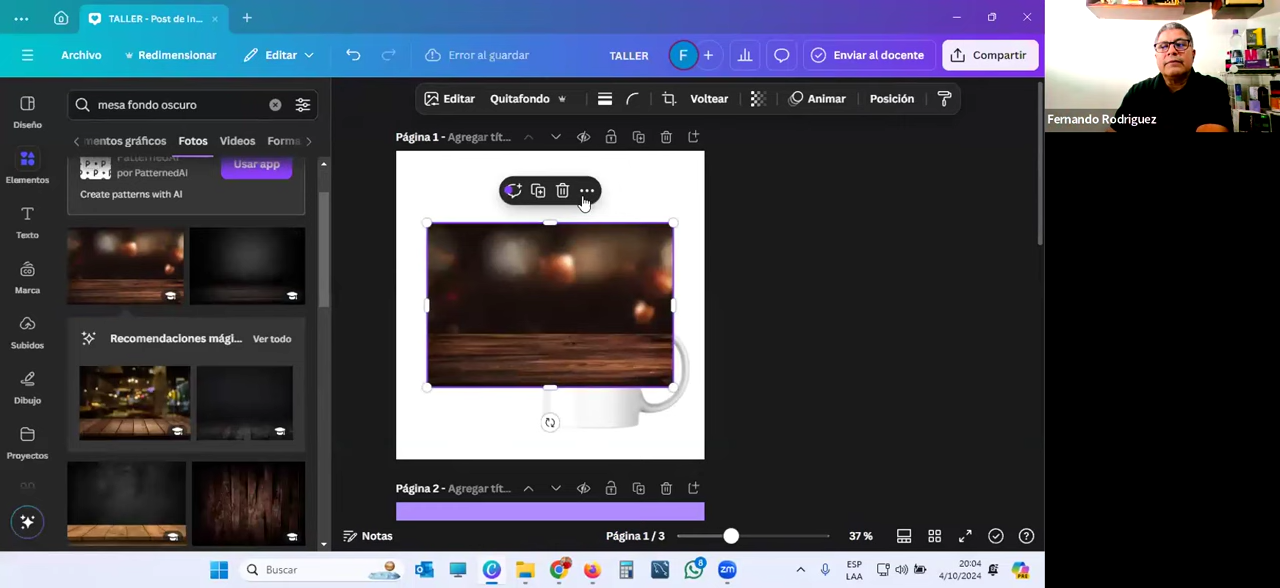 TALLER - Post de In...
Archivo
Redimensionar
Editar
Error al guardar
TALLER
F
Enviar al docente
Compartir
mesa fondo oscuro
Editar
Quitafondo
Voltear
Animar
Posición
Diseño
Elementos
Texto
Marca
Subidos
Dibujo
Proyectos
mentos gráficos
Fotos
Videos
Form
por PatternedAI
Usar app
Create patterns with AI
Recomendaciones mági...
Ver todo
Página 1 - Agregar tít...
Página 2 - Agregar tít...
Notas
Página 1 / 3
37 %
Fernando Rodriguez
Buscar
ESP
LAA
20:04
4/10/2024